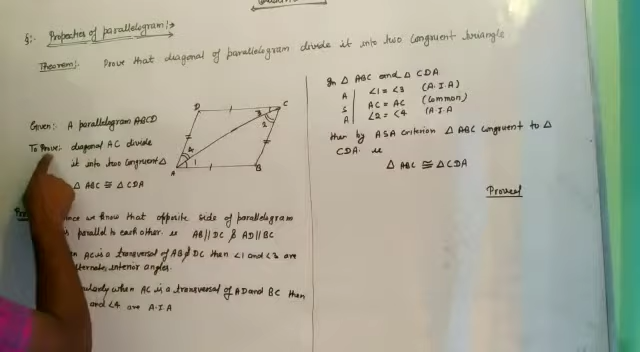 Properties of parallelogram:→
Theorem: Prove that diagonal of parallelogram divide it into two congruent triangle
Given: A parallelogram ABCD
To Prove: diagonal AC divide
it into two congruent Δ
Δ ABC ≅ Δ CDA
D
C
3
2
4
1
A
B
we know that opposite side of parallelogram
parallel to each other. ie AB || DC & AD || BC
AC is a transversal of AB & DC then ∠1 and ∠3 are
interior angles.
when AC is a transversal of AD and BC then
and ∠4 are A.I.A
In Δ ABC and Δ CDA
A ∠1 = ∠3 (A.I.A)
S AC = AC (common)
A ∠2 = ∠4 (A.I.A
then by ASA criterion Δ ABC congruent to Δ
CDA. ie
Δ ABC ≅ Δ CDA
Proved